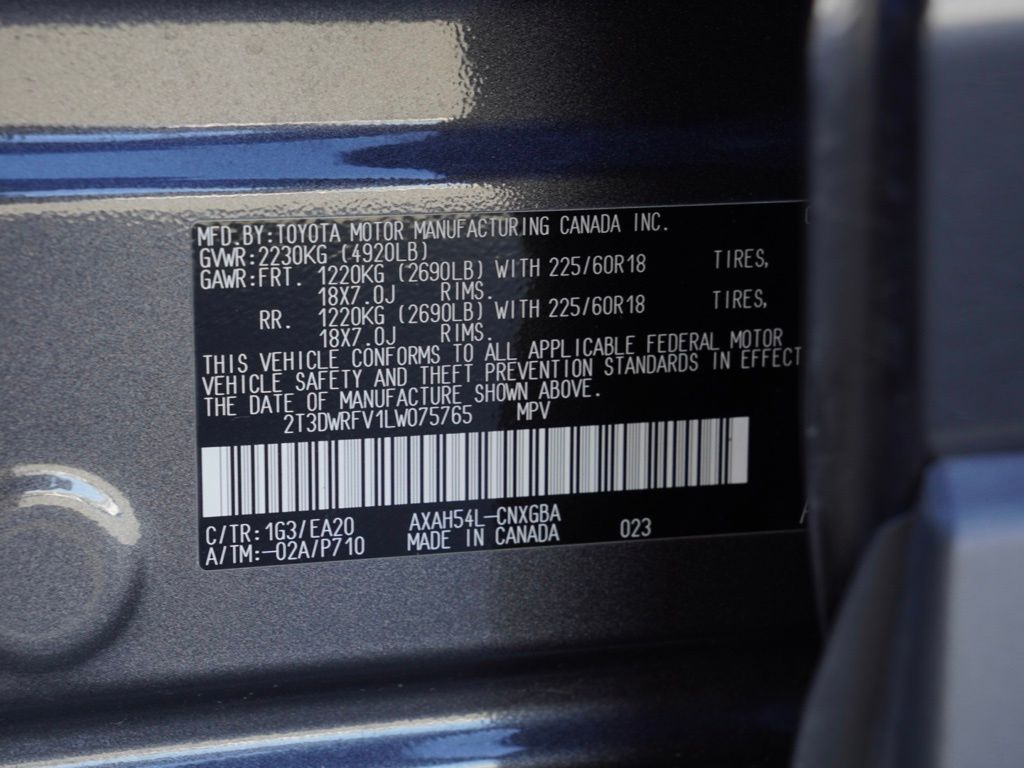 MFD.BY:TOYOTA MOTOR MANUFACTURING CANADA INC.
GVWR:2230KG (4920LB)
GAWR:FRT. 1220KG (2690LB) WITH 225/60R18 TIRES,
18X7.0J RIMS.
RR. 1220KG (2690LB) WITH 225/60R18 TIRES,
18X7.0J RIMS.
THIS VEHICLE CONFORMS TO ALL APPLICABLE FEDERAL MOTOR
VEHICLE SAFETY AND THEFT PREVENTION STANDARDS IN EFFECT
THE DATE OF MANUFACTURE SHOWN ABOVE.
2T3DWRFV1LW075765 MPV
C/TR:1G3/EA20 AXAH54L-CNXGBA 023
A/TM:-02A/P710 MADE IN CANADA